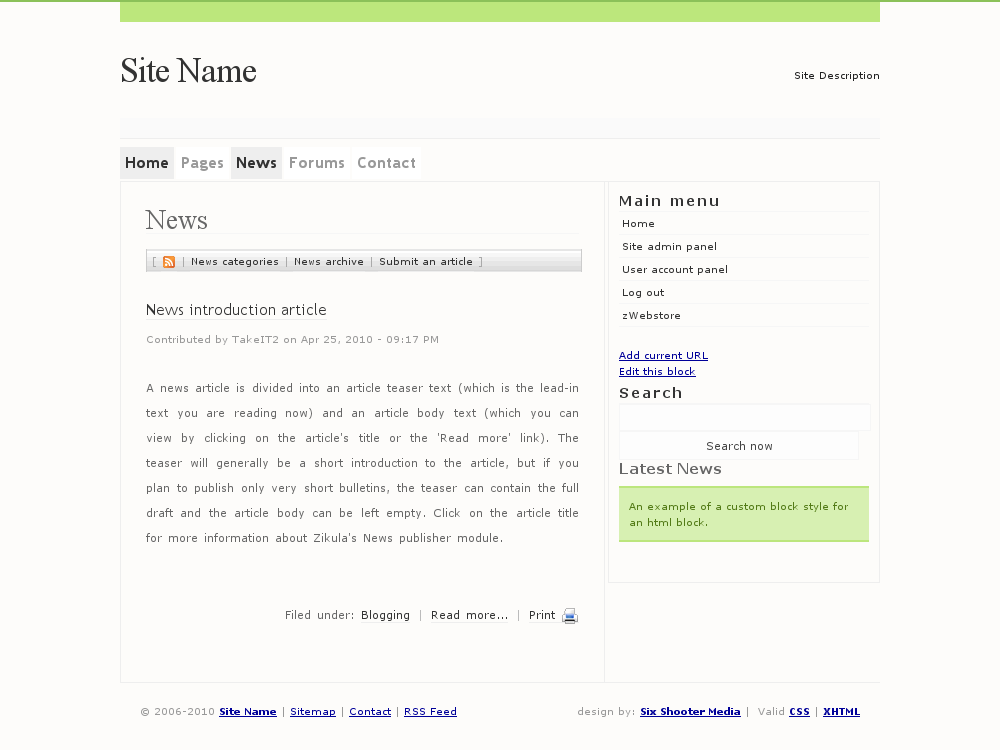 Site Name
Site Description
Home Pages News Forums Contact
News
[ | News categories | News archive | Submit an article ]
News introduction article
Contributed by TakeIT2 on Apr 25, 2010 - 09:17 PM
A news article is divided into an article teaser text (which is the lead-in
text you are reading now) and an article body text (which you can
view by clicking on the article's title or the 'Read more' link). The
teaser will generally be a short introduction to the article, but if you
plan to publish only very short bulletins, the teaser can contain the full
draft and the article body can be left empty. Click on the article title
for more information about Zikula's News publisher module.
Filed under: Blogging | Read more... | Print
Main menu
Home
Site admin panel
User account panel
Log out
zWebstore
Add current URL
Edit this block
Search
Search now
Latest News
An example of a custom block style for
an html block.
© 2006-2010 Site Name | Sitemap | Contact | RSS Feed
design by: Six Shooter Media | Valid CSS | XHTML